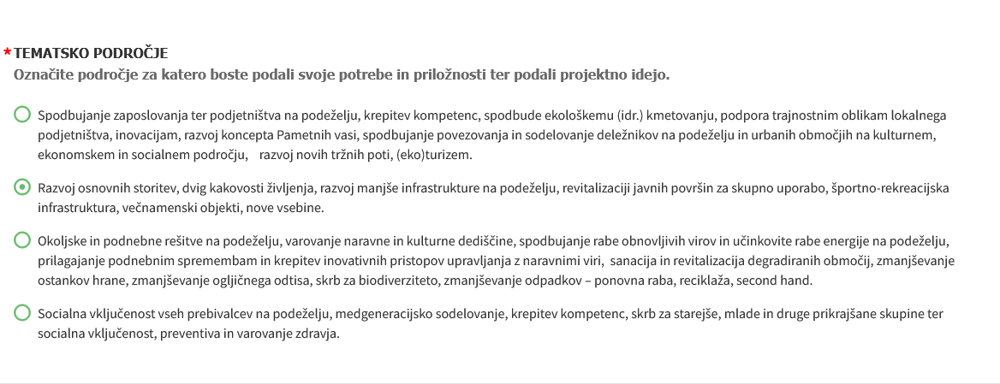 * TEMATSKO PODROČJE
Označite področje za katero boste podali svoje potrebe in priložnosti ter podali projektno idejo.
Spodbujanje zaposlovanja ter podjetništva na podeželju, krepitev kompetenc, spodbude ekološkemu (idr.) kmetovanju, podpora trajnostnim oblikam lokalnega
podjetništva, inovacijam, razvoj koncepta Pametnih vasi, spodbujanje povezovanja in sodelovanje deležnikov na podeželju in urbanih območjih na kulturnem,
ekonomskem in socialnem področju, razvoj novih tržnih poti, (eko)turizem.
Razvoj osnovnih storitev, dvig kakovosti življenja, razvoj manjše infrastrukture na podeželju, revitalizaciji javnih površin za skupno uporabo, športno-rekreacijska
infrastruktura, večnamenski objekti, nove vsebine.
Okoljske in podnebne rešitve na podeželju, varovanje naravne in kulturne dediščine, spodbujanje rabe obnovljivih virov in učinkovite rabe energije na podeželju,
prilagajanje podnebnim spremembam in krepitev inovativnih pristopov upravljanja z naravnimi viri, sanacija in revitalizacija degradiranih območij, zmanjševanje
ostankov hrane, zmanjševanje ogljičnega odtisa, skrb za biodiverziteto, zmanjševanje odpadkov – ponovna raba, reciklaža, second hand.
Socialna vključenost vseh prebivalcev na podeželju, medgeneracijsko sodelovanje, krepitev kompetenc, skrb za starejše, mlade in druge prikrajšane skupine ter
socialna vključenost, preventiva in varovanje zdravja.